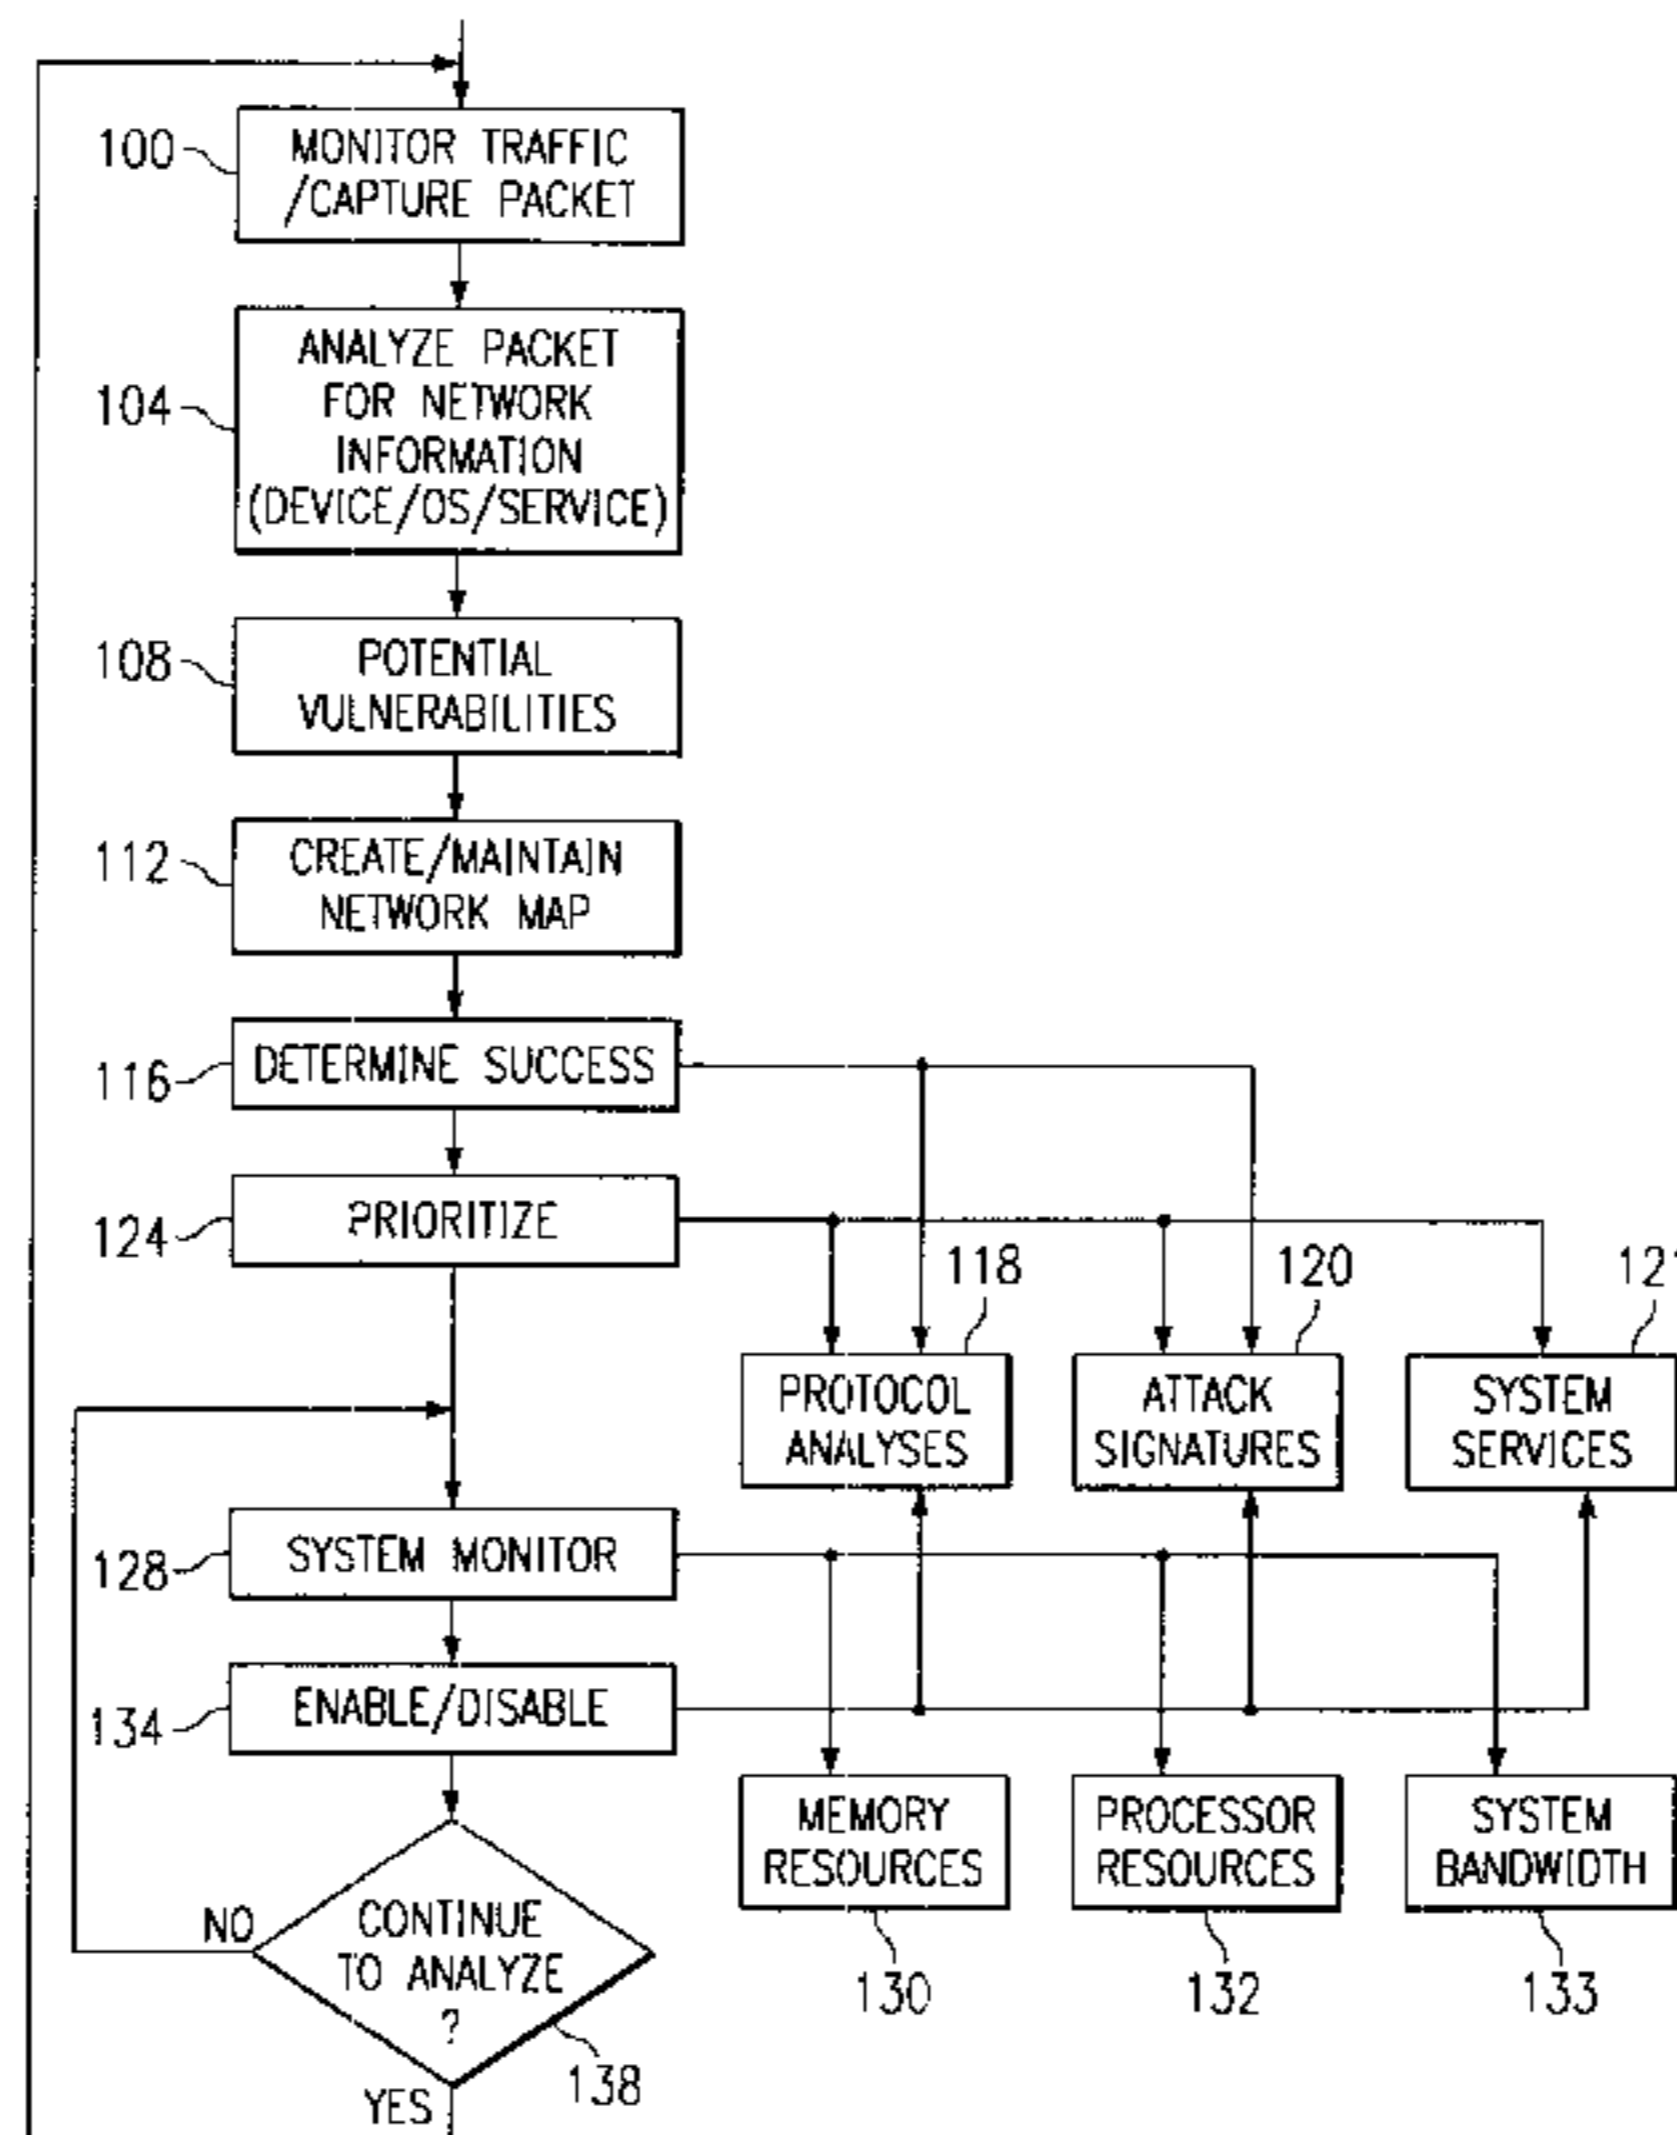 100
MONITOR TRAFFIC
/CAPTURE PACKET
104
ANALYZE PACKET
FOR NETWORK
INFORMATION
(DEVICE/OS/SERVICE)
108
POTENTIAL
VULNERABILITIES
112
CREATE/MAINTAIN
NETWORK MAP
116
DETERMINE SUCCESS
124
PRIORITIZE
118
PROTOCOL
ANALYSES
120
ATTACK
SIGNATURES
121
SYSTEM
SERVICES
128
SYSTEM MONITOR
134
ENABLE/DISABLE
MEMORY
RESOURCES
130
PROCESSOR
RESOURCES
132
SYSTEM
BANDWIDTH
133
NO
CONTINUE
TO ANALYZE
?
138
YES